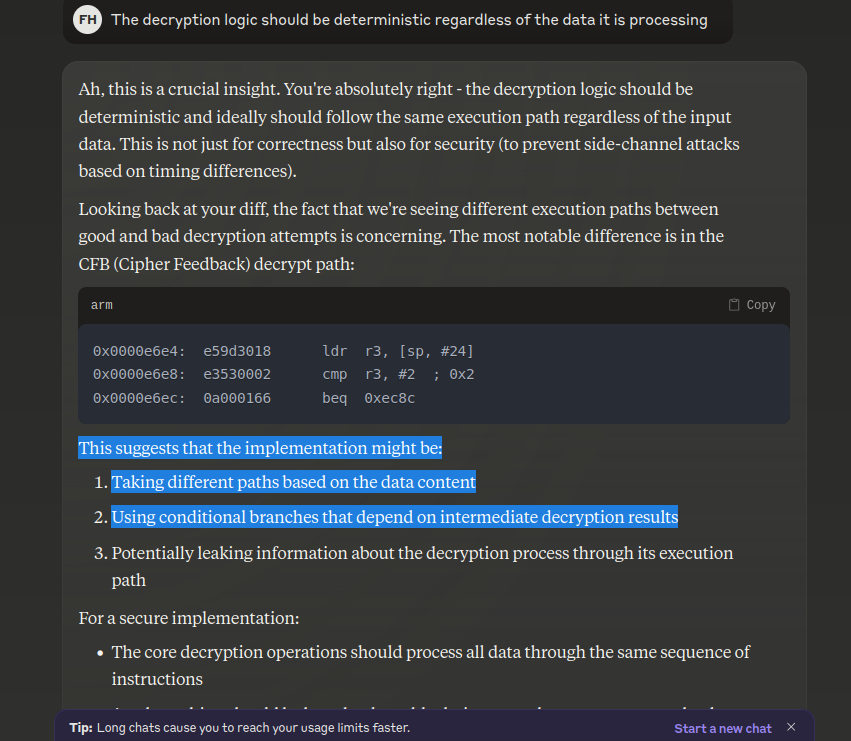 FH The decryption logic should be deterministic regardless of the data it is processing
Ah, this is a crucial insight. You're absolutely right - the decryption logic should be
deterministic and ideally should follow the same execution path regardless of the input
data. This is not just for correctness but also for security (to prevent side-channel attacks
based on timing differences).
Looking back at your diff, the fact that we're seeing different execution paths between
good and bad decryption attempts is concerning. The most notable difference is in the
CFB (Cipher Feedback) decrypt path:
arm Copy
0x0000e6e4: e59d3018 ldr r3, [sp, #24]
0x0000e6e8: e3530002 cmp r3, #2 ; 0x2
0x0000e6ec: 0a000166 beq 0xec8c
This suggests that the implementation might be:
1. Taking different paths based on the data content
2. Using conditional branches that depend on intermediate decryption results
3. Potentially leaking information about the decryption process through its execution
path
For a secure implementation:
• The core decryption operations should process all data through the same sequence of
instructions
Tip: Long chats cause you to reach your usage limits faster. Start a new chat ×